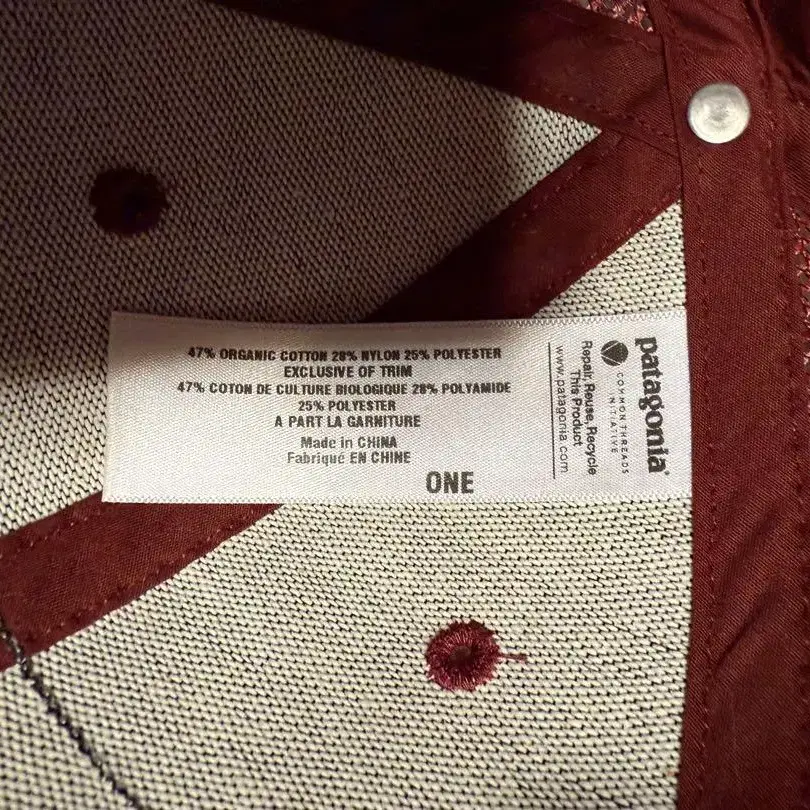 47% ORGANIC COTTON 28% NYLON 25% POLYESTER
EXCLUSIVE OF TRIM
47% COTON DE CULTURE BIOLOGIQUE 28% POLYAMIDE
25% POLYESTER
A PART LA GARNITURE
Made in CHINA
Fabriqué EN CHINE
ONE
patagonia®
COMMON THREADS
INITIATIVE
Repair, Reuse, Recycle
This Product
www.patagonia.com